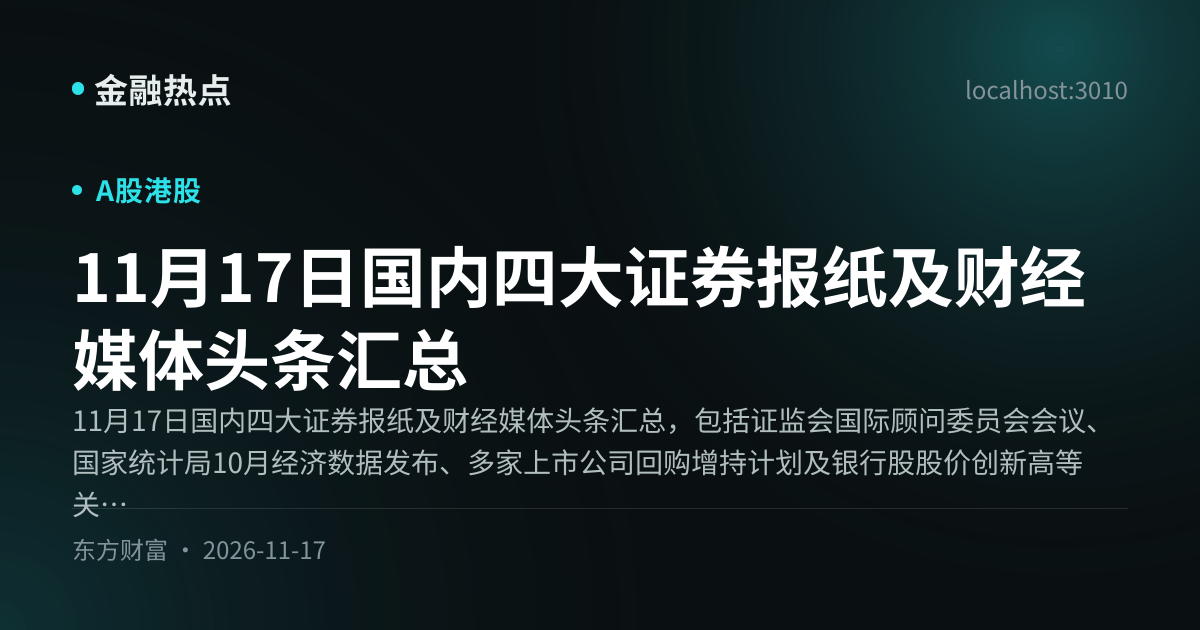 金融热点
localhost:3010
A股港股
11月17日国内四大证券报纸及财经
媒体头条汇总
11月17日国内四大证券报纸及财经媒体头条汇总，包括证监会国际顾问委员会会议、
国家统计局10月经济数据发布、多家上市公司回购增持计划及银行股股价创新高等
关…
东方财富 • 2026-11-17